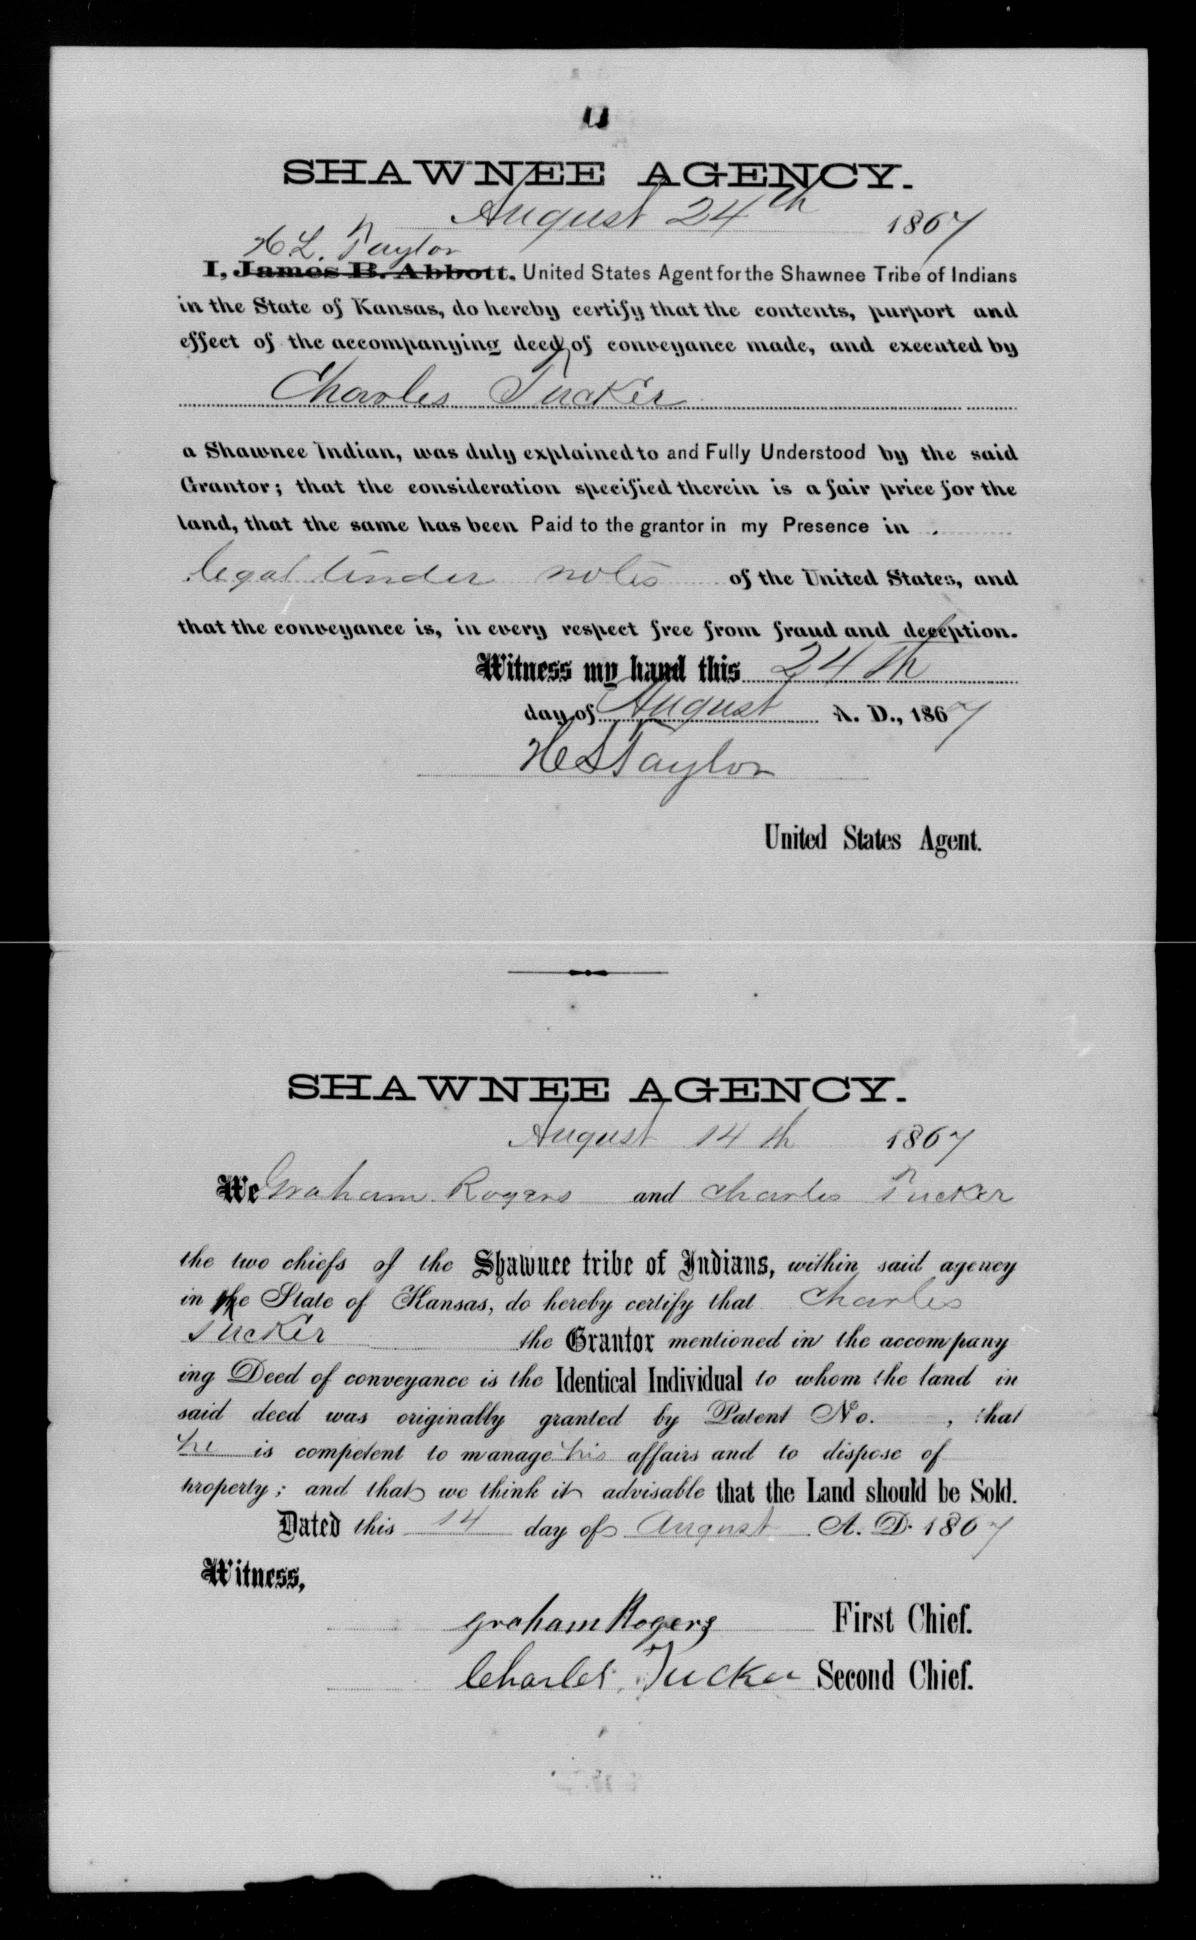 SHAWNEE AGENCY.
August 24th 1867
H L. Taylor
I, James B. Abbott, United States Agent for the Shawnee Tribe of Indians
in the State of Kansas, do hereby certify that the contents, purport and
effect of the accompanying deed of conveyance made, and executed by
Charles Tucker
a Shawnee Indian, was duly explained to and Fully Understood by the said
Grantor; that the consideration specified therein is a fair price for the
land, that the same has been Paid to the grantor in my Presence in
legal tinder notes of the United States, and
that the conveyance is, in every respect free from fraud and deception.
Witness my hand this 24th
day of August A. D., 1867
H L Taylor
United States Agent.
SHAWNEE AGENCY.
August 14th 1867
We Graham Rogers and Charles Tucker
the two chiefs of the Shawnee tribe of Indians, within said agency
in the State of Kansas, do hereby certify that Charles
Tucker the Grantor mentioned in the accompany
ing Deed of conveyance is the Identical Individual to whom the land in
said deed was originally granted by Patent No. , that
he is competent to manage his affairs and to dispose of
property; and that we think it advisable that the Land should be Sold.
Dated this 14 day of August A. D. 1867
Witness,
Graham Rogers First Chief.
Charles Tucker Second Chief.